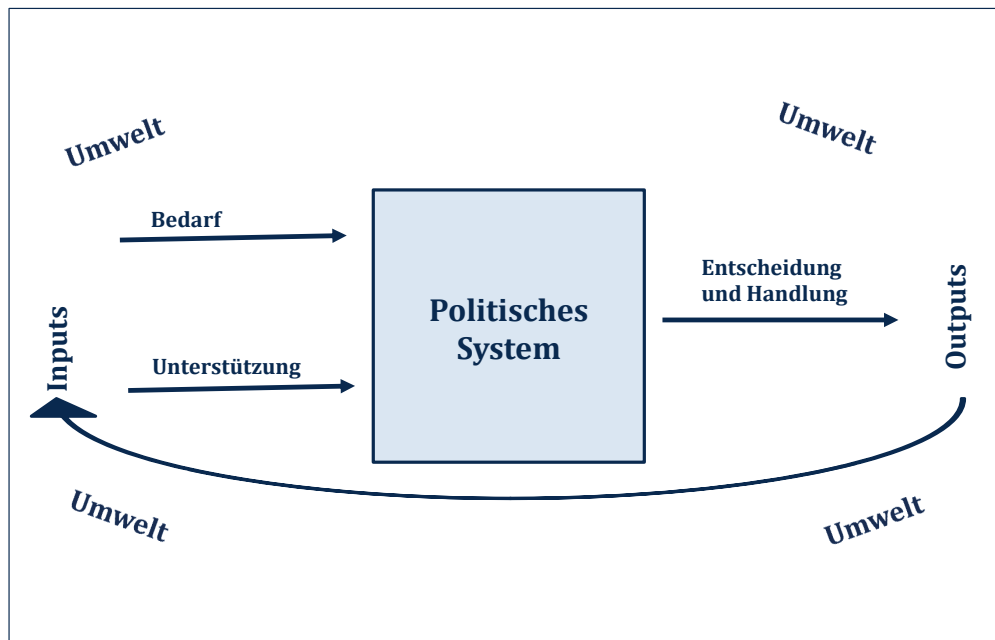 Umwelt
Umwelt
Bedarf
Inputs
Unterstützung
Politisches
System
Entscheidung
und Handlung
Outputs
Umwelt
Umwelt